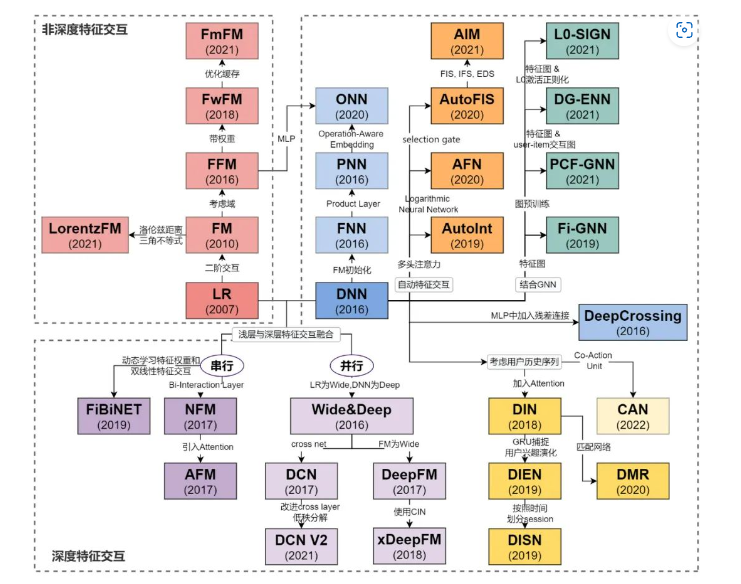 非深度特征交互
FmFM
(2021)
优化缓存
FwFM
(2018)
带权重
FFM
(2016)
考虑域
LorentzFM
(2021)
洛伦兹距离
三角不等式
FM
(2010)
二阶交互
LR
(2007)
MLP
ONN
(2020)
Operation-Aware
Embedding
PNN
(2016)
Product Layer
FNN
(2016)
FM初始化
DNN
(2016)
AIM
(2021)
FIS, IFS, EDS
AutoFIS
(2020)
selection gate
AFN
(2020)
Logarithmic
Neural Network
AutoInt
(2019)
多头注意力
自动特征交互
L0-SIGN
(2021)
特征图 &
L0激活正则化
DG-ENN
(2021)
特征图 &
user-item交互图
PCF-GNN
(2021)
图预训练
Fi-GNN
(2019)
特征图
结合GNN
MLP中加入残差连接
DeepCrossing
(2016)
浅层与深层特征交互融合
动态学习特征权重和
双线性特征交互
串行
并行
Bi-Interaction Layer
LR为Wide,DNN为Deep
FiBiNET
(2019)
NFM
(2017)
引入Attention
AFM
(2017)
Wide&Deep
(2016)
cross net
FM为Wide
DCN
(2017)
改进cross layer
低秩分解
DCN V2
(2021)
DeepFM
(2017)
使用CIN
xDeepFM
(2018)
考虑用户历史序列
Co-Action
Unit
加入Attention
DIN
(2018)
CAN
(2022)
GRU捕捉
用户兴趣演化
匹配网络
DIEN
(2019)
DMR
(2020)
按照时间
划分session
DISN
(2019)
深度特征交互